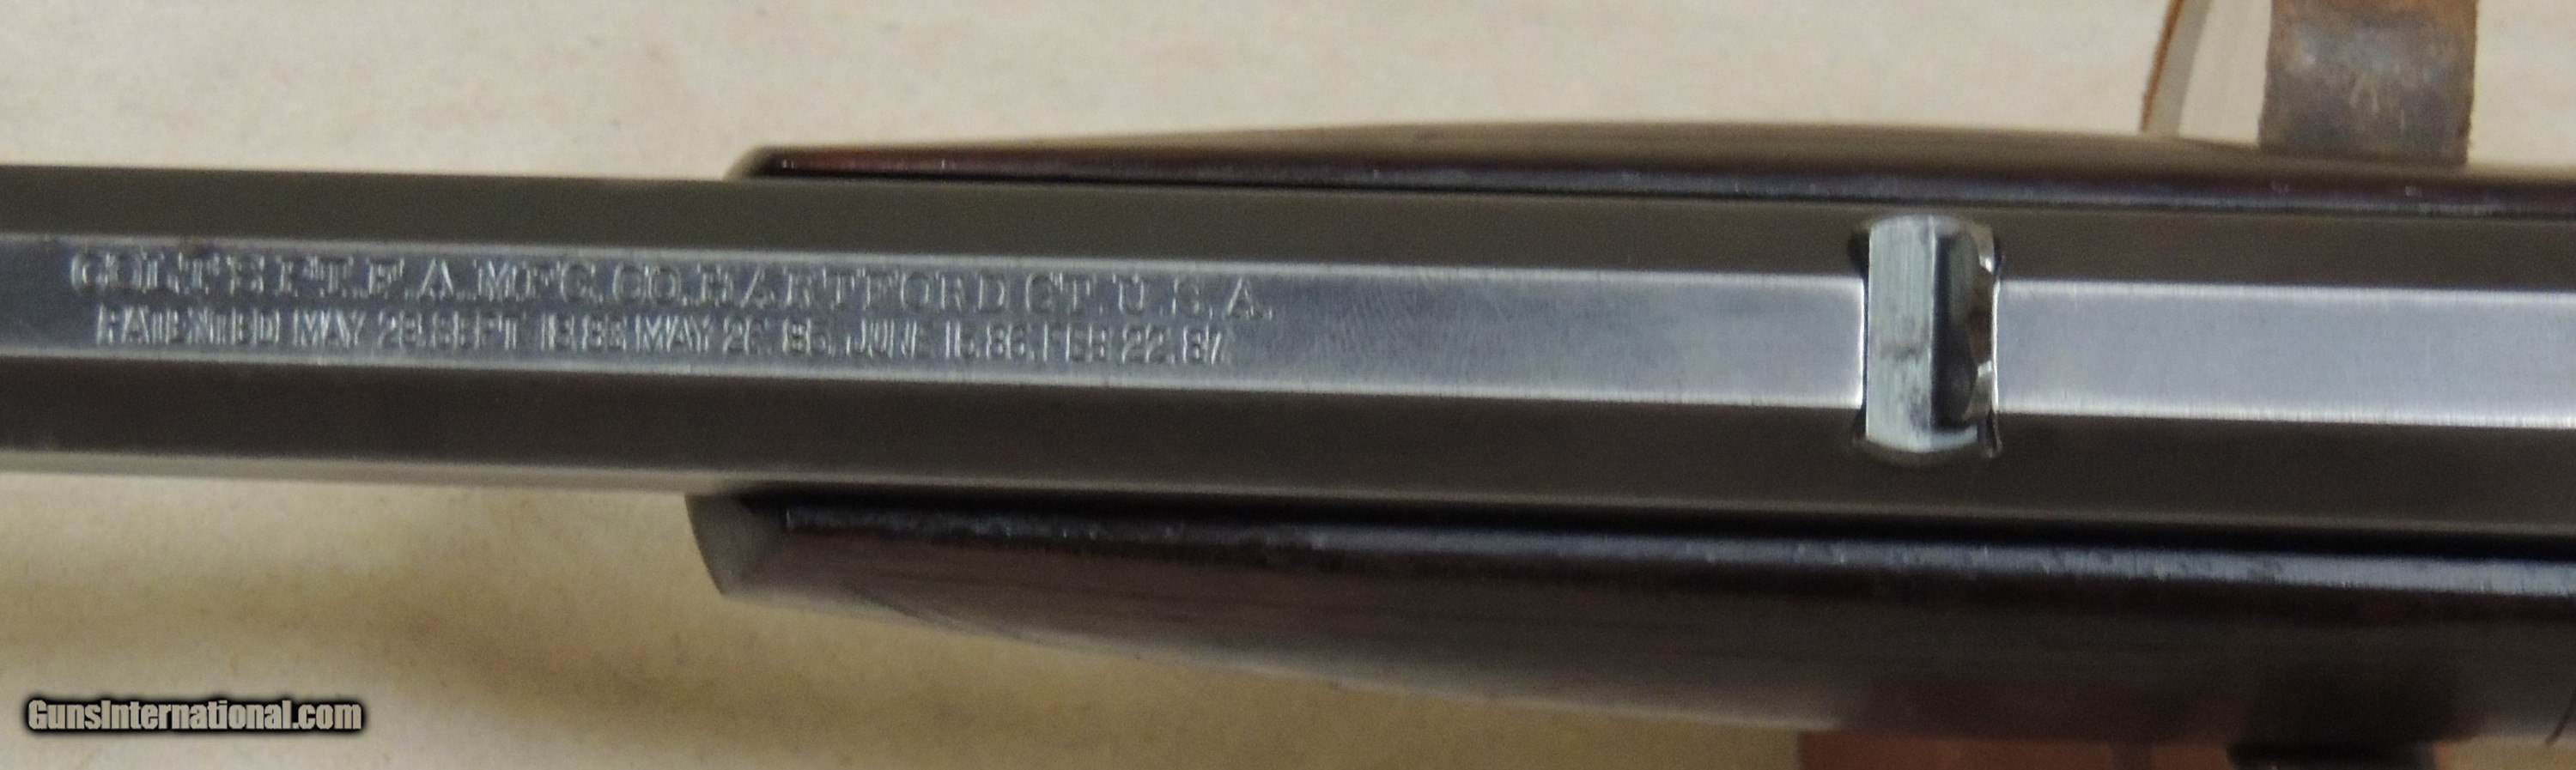 COLT'S PT. F. A. MFG. CO. HARTFORD CT. U. S. A.
PATENTED MAY 29. SEPT 18. 83. MAY 26. 85. JUNE 15. 86. FEB 22. 87.
GunsInternational.com